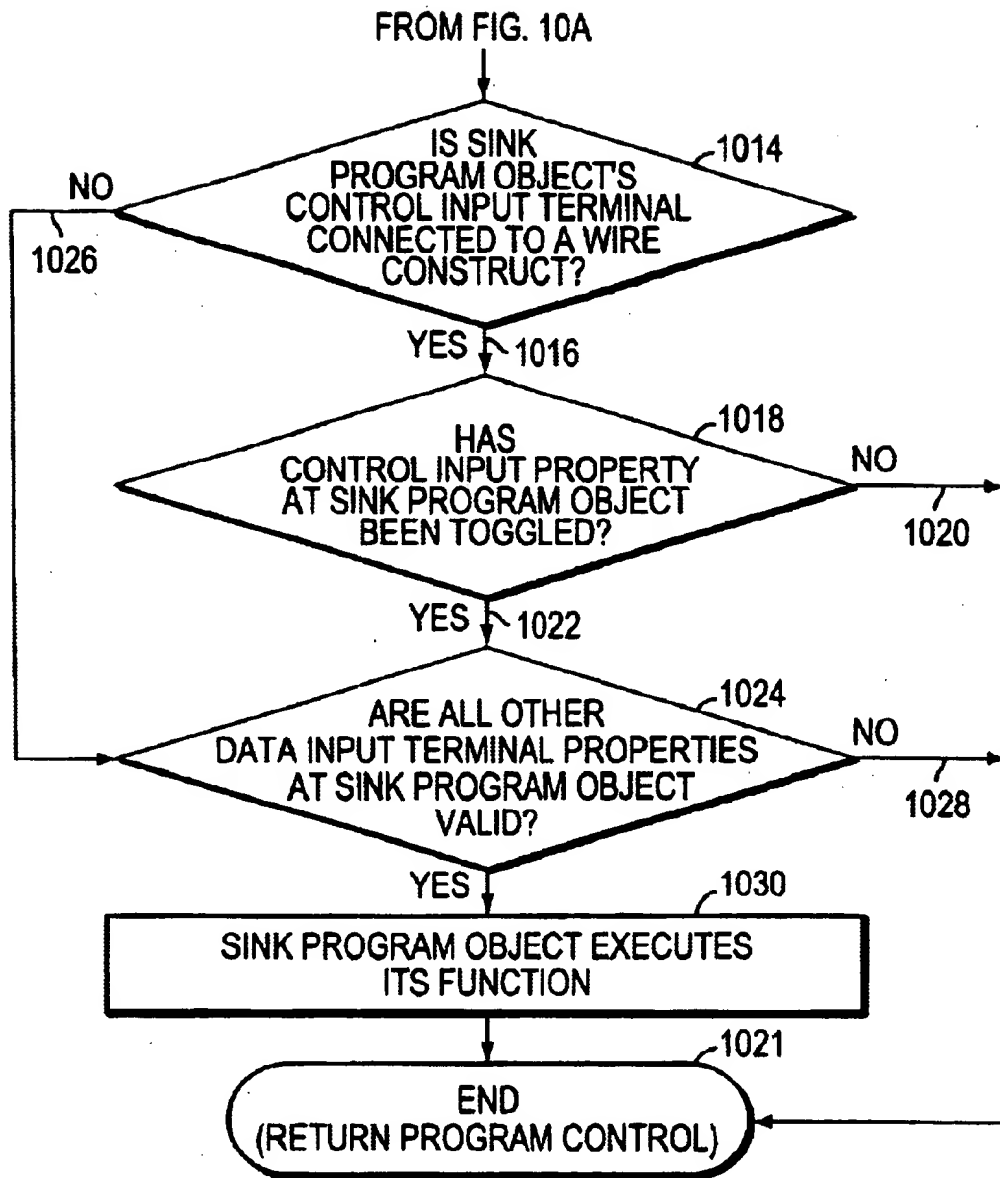 FROM FIG. 10A
1014
IS SINK
PROGRAM OBJECT'S
CONTROL INPUT TERMINAL
CONNECTED TO A WIRE
CONSTRUCT?
NO
1026
YES
1016
1018
HAS
CONTROL INPUT PROPERTY
AT SINK PROGRAM OBJECT
BEEN TOGGLED?
NO
1020
YES
1022
1024
ARE ALL OTHER
DATA INPUT TERMINAL PROPERTIES
AT SINK PROGRAM OBJECT
VALID?
NO
1028
YES
1030
SINK PROGRAM OBJECT EXECUTES
ITS FUNCTION
1021
END
(RETURN PROGRAM CONTROL)